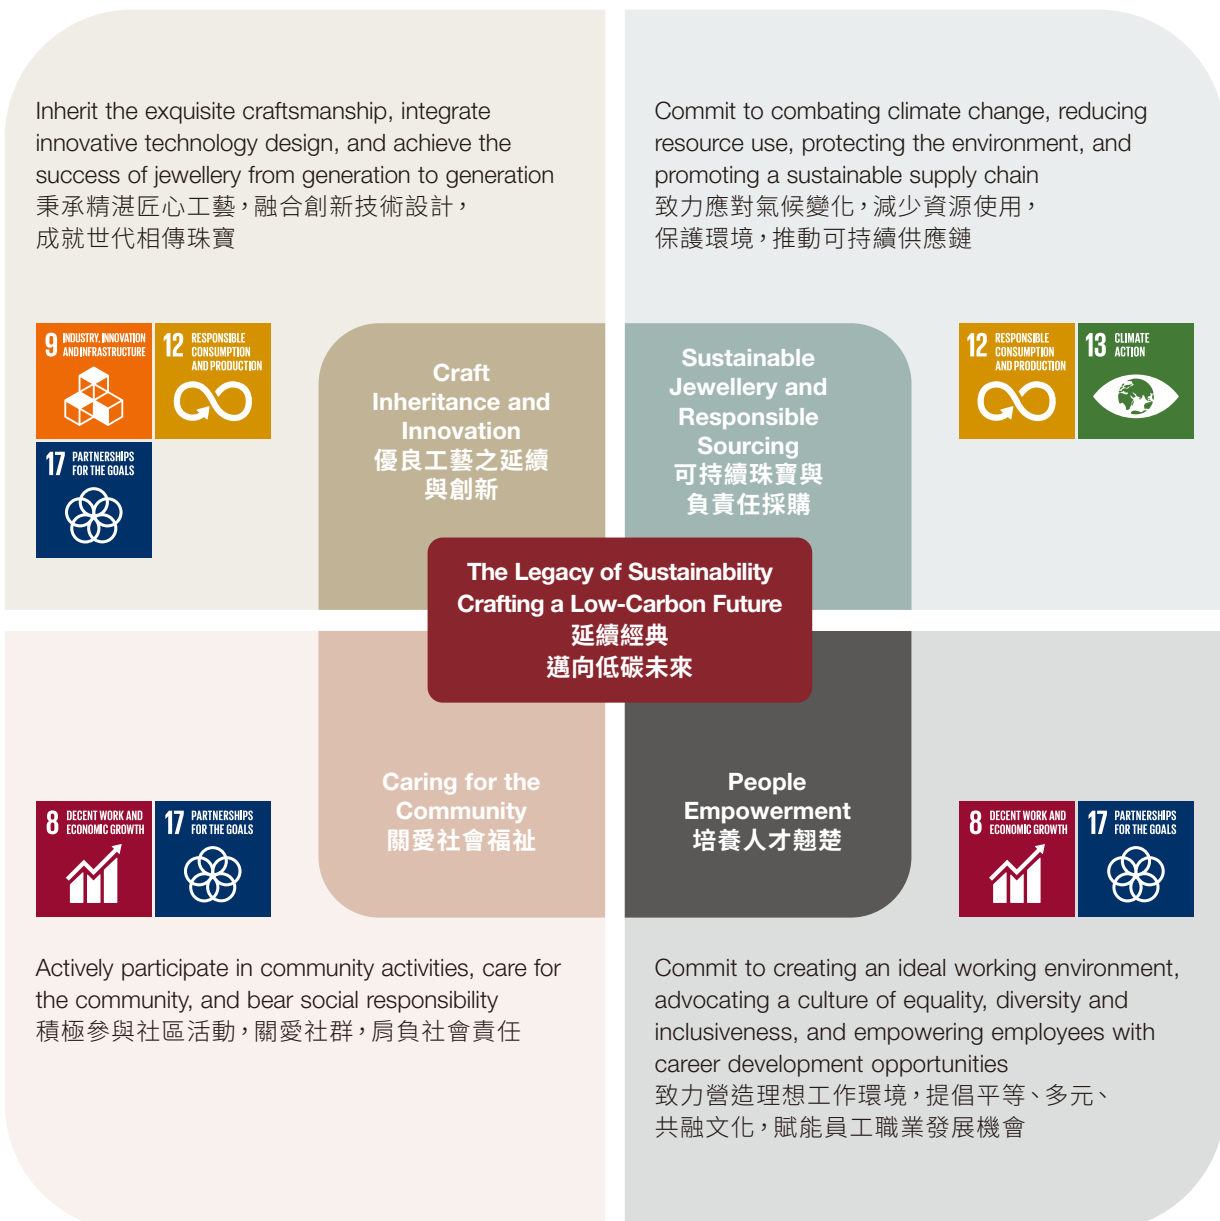 Inherit the exquisite craftsmanship, integrate
innovative technology design, and achieve the
success of jewellery from generation to generation
秉承精湛匠心工藝，融合創新技術設計，
成就世代相傳珠寶
9 INDUSTRY, INNOVATION
AND INFRASTRUCTURE
12 RESPONSIBLE
CONSUMPTION
AND PRODUCTION
17 PARTNERSHIPS
FOR THE GOALS
Craft
Inheritance and
Innovation
優良工藝之延續
與創新
Commit to combating climate change, reducing
resource use, protecting the environment, and
promoting a sustainable supply chain
致力應對氣候變化，減少資源使用，
保護環境，推動可持續供應鏈
Sustainable
Jewellery and
Responsible
Sourcing
可持續珠寶與
負責任採購
12 RESPONSIBLE
CONSUMPTION
AND PRODUCTION
13 CLIMATE
ACTION
The Legacy of Sustainability
Crafting a Low-Carbon Future
延續經典
邁向低碳未來
8 DECENT WORK AND
ECONOMIC GROWTH
17 PARTNERSHIPS
FOR THE GOALS
Caring for the
Community
關愛社會福祉
Actively participate in community activities, care for
the community, and bear social responsibility
積極參與社區活動，關愛社群，肩負社會責任
People
Empowerment
培養人才翹楚
8 DECENT WORK AND
ECONOMIC GROWTH
17 PARTNERSHIPS
FOR THE GOALS
Commit to creating an ideal working environment,
advocating a culture of equality, diversity and
inclusiveness, and empowering employees with
career development opportunities
致力營造理想工作環境，提倡平等、多元、
共融文化，賦能員工職業發展機會